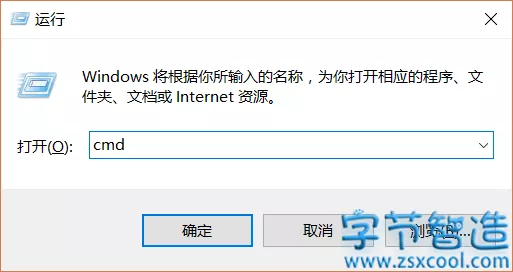 运行
Windows 将根据你所输入的名称，为你打开相应的程序、文
件夹、文档或 Internet 资源。
打开(O):
cmd
确定
取消
浏览(B)...
字节智造
www.zsxcool.com